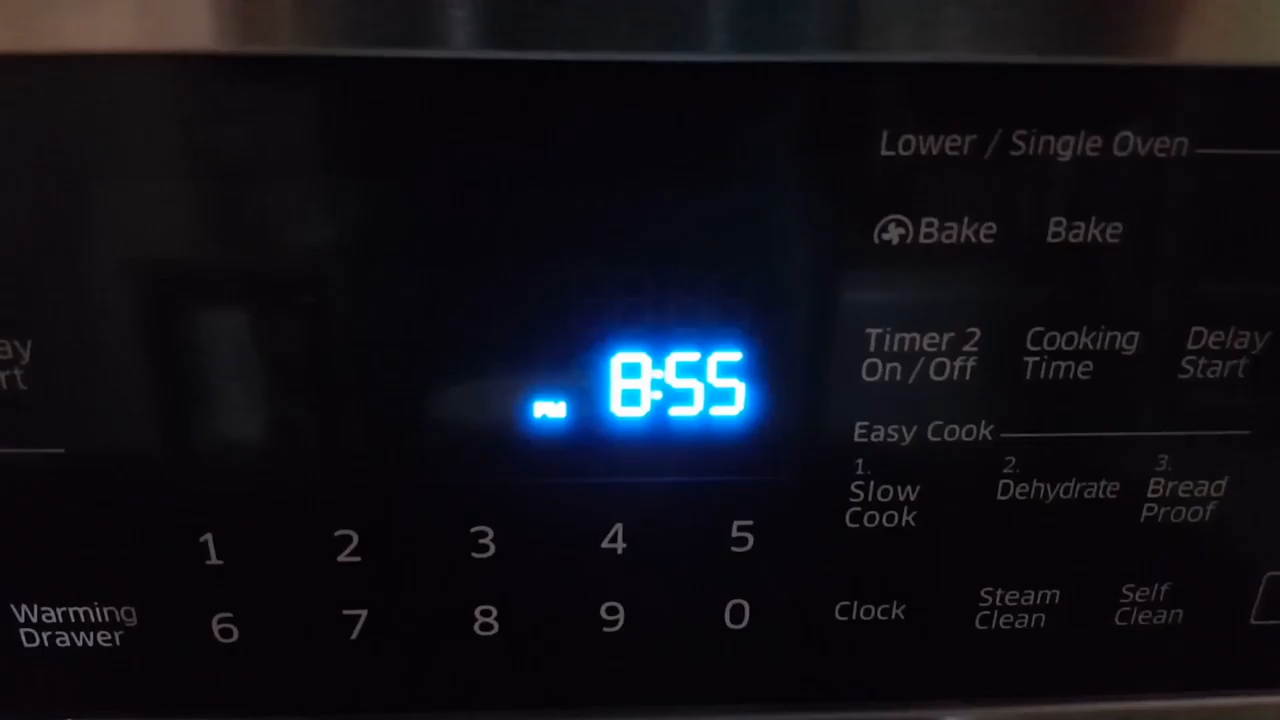 Lower / Single Oven
Bake Bake
Timer 2 Cooking Delay
On / Off Time Start
PM 8:55
Easy Cook
1. 2. 3.
Slow Dehydrate Bread
Cook Proof
1 2 3 4 5
Warming
Drawer
6 7 8 9 0
Clock
Steam
Clean
Self
Clean